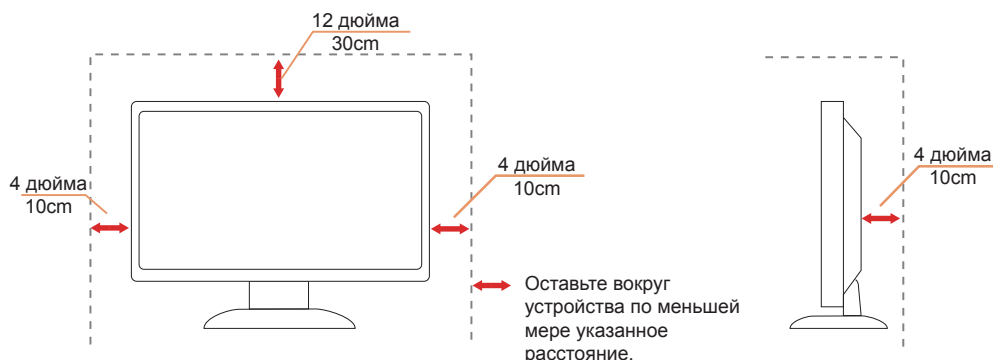 12 дюйма
30cm
4 дюйма
10cm
4 дюйма
10cm
4 дюйма
10cm
Оставьте вокруг
устройства по меньшей
мере указанное
расстояние.